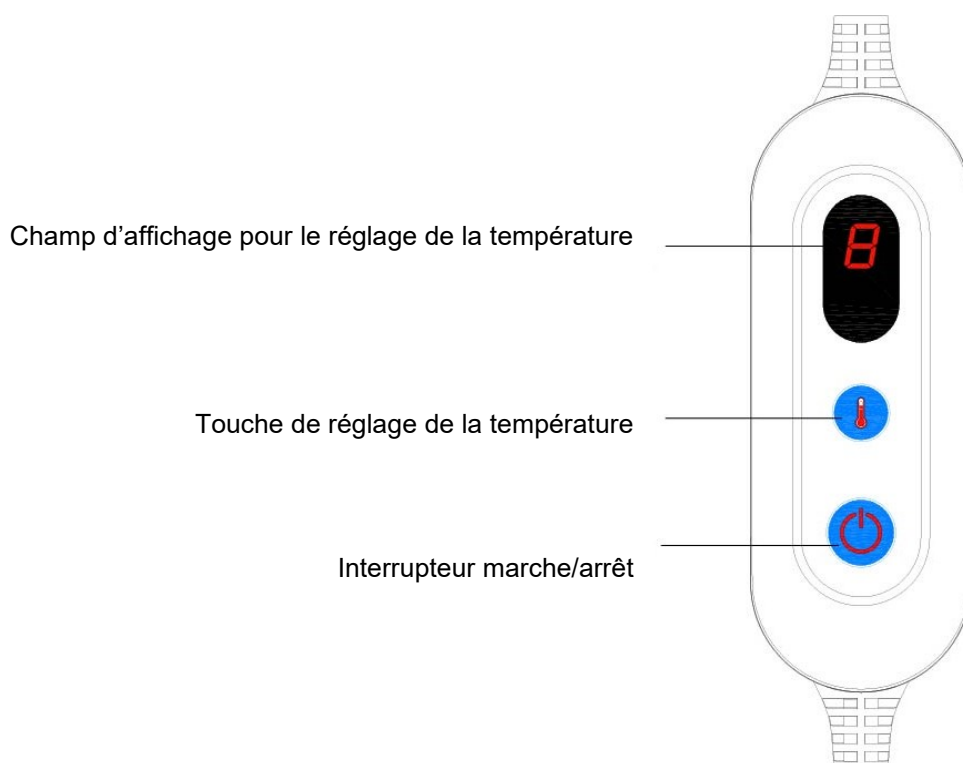 Champ d’affichage pour le réglage de la température
8
Touche de réglage de la température
Interrupteur marche/arrêt